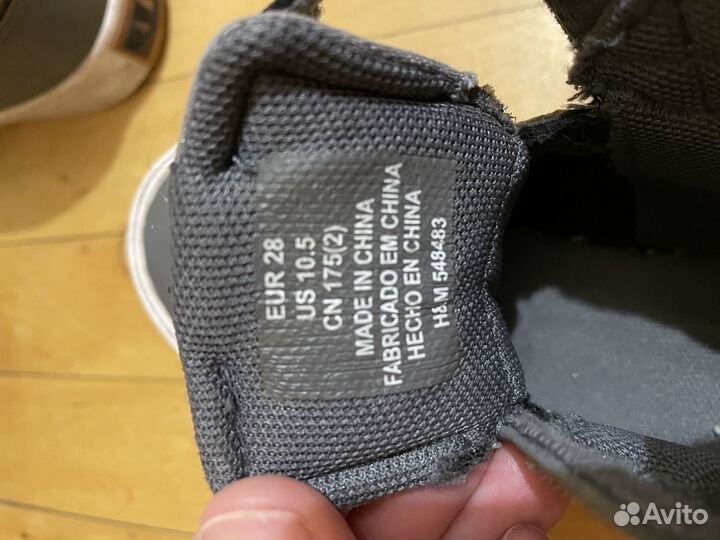 EUR 28
US 10.5
CN 175(2)
MADE IN CHINA
FABRICADO EM CHINA
HECHO EN CHINA
H&M 548483
Avito